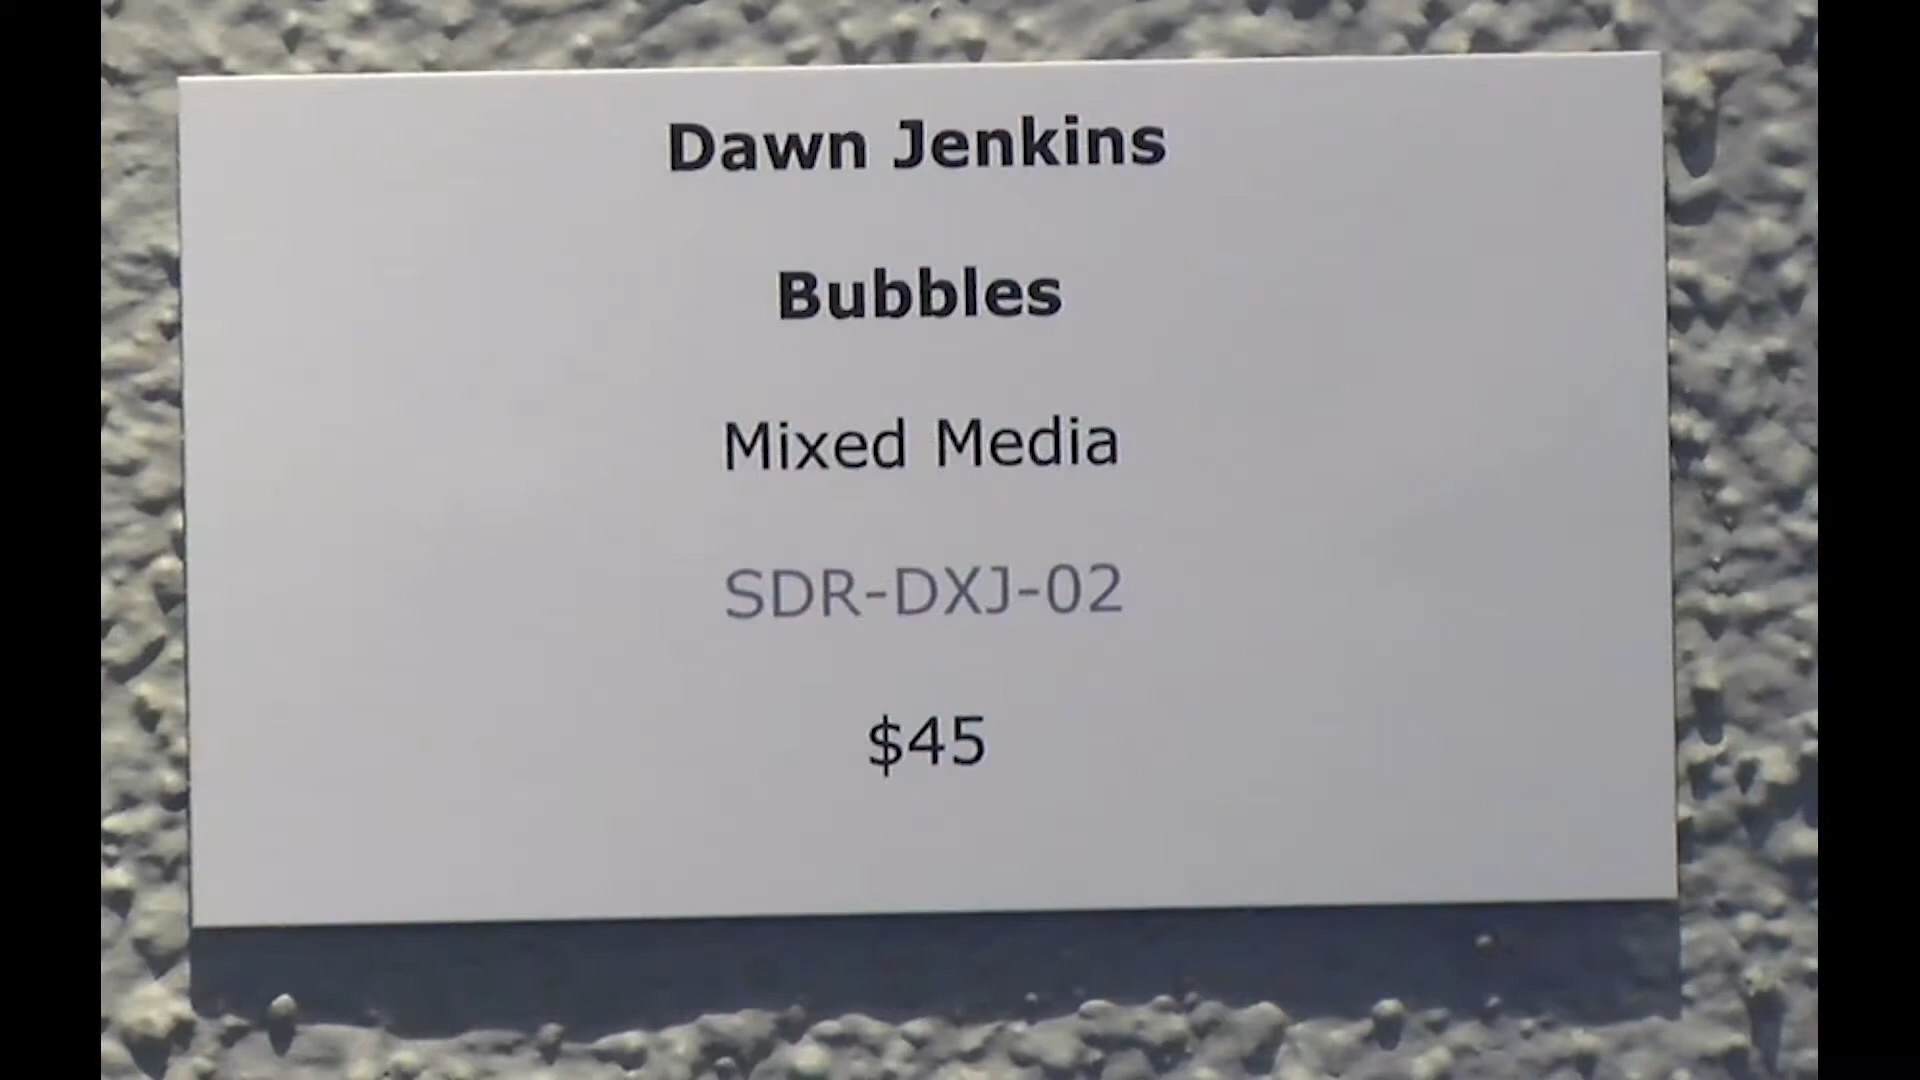 Dawn Jenkins
Bubbles
Mixed Media
SDR-DXJ-02
$45